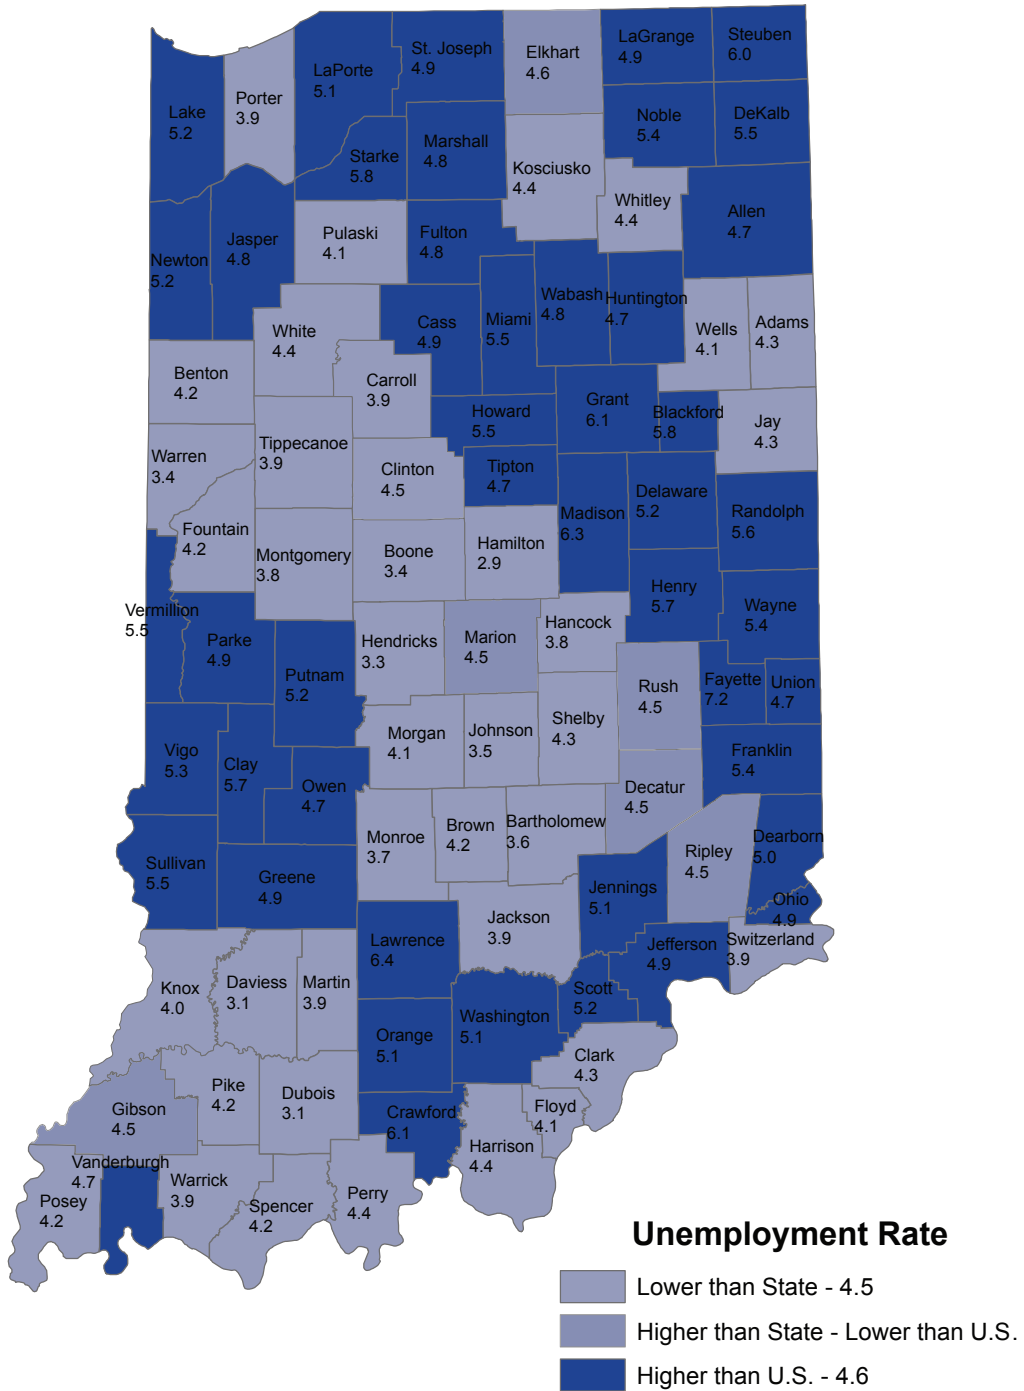 LaGrange
4.9
Steuben
6.0
St. Joseph
4.9
Elkhart
4.6
LaPorte
5.1
Porter
3.9
Lake
5.2
Noble
5.4
DeKalb
5.5
Marshall
4.8
Starke
5.8
Kosciusko
4.4
Whitley
4.4
Allen
4.7
Pulaski
4.1
Fulton
4.8
Jasper
4.8
Newton
5.2
Wabash
4.8
Huntington
4.7
Miami
5.5
Cass
4.9
White
4.4
Wells
4.1
Adams
4.3
Benton
4.2
Carroll
3.9
Howard
5.5
Grant
6.1
Blackford
5.8
Jay
4.3
Tippecanoe
3.9
Warren
3.4
Clinton
4.5
Tipton
4.7
Madison
6.3
Delaware
5.2
Randolph
5.6
Fountain
4.2
Montgomery
3.8
Boone
3.4
Hamilton
2.9
Henry
5.7
Wayne
5.4
Vermillion
5.5
Parke
4.9
Putnam
5.2
Hendricks
3.3
Marion
4.5
Hancock
3.8
Rush
4.5
Fayette
7.2
Union
4.7
Vigo
5.3
Clay
5.7
Owen
4.7
Morgan
4.1
Johnson
3.5
Shelby
4.3
Franklin
5.4
Decatur
4.5
Monroe
3.7
Brown
4.2
Bartholomew
3.6
Dearborn
5.0
Ripley
4.5
Sullivan
5.5
Greene
4.9
Jennings
5.1
Ohio
4.9
Jackson
3.9
Lawrence
6.4
Jefferson
4.9
Switzerland
3.9
Knox
4.0
Daviess
3.1
Martin
3.9
Scott
5.2
Washington
5.1
Orange
5.1
Clark
4.3
Pike
4.2
Dubois
3.1
Gibson
4.5
Crawford
6.1
Floyd
4.1
Harrison
4.4
Vanderburgh
4.7
Posey
4.2
Warrick
3.9
Spencer
4.2
Perry
4.4
Unemployment Rate
Lower than State - 4.5
Higher than State - Lower than U.S.
Higher than U.S. - 4.6